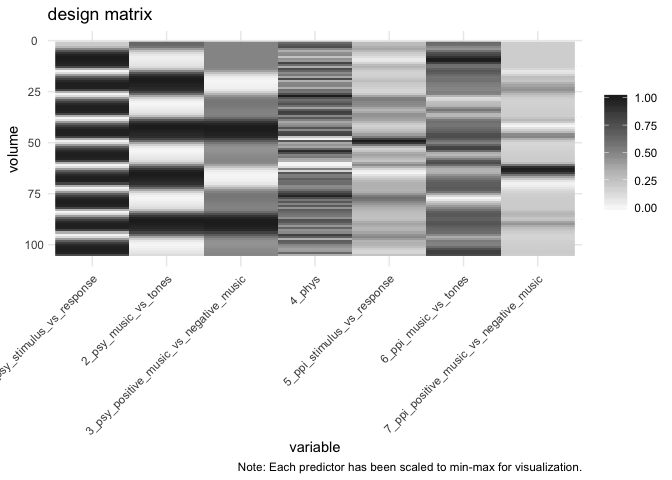 design matrix
volume
0
25
50
75
100
1.00
0.75
0.50
0.25
0.00
psy_stimulus_vs_response
2_psy_music_vs_tones
3_psy_positive_music_vs_negative_music
4_phys
5_ppi_stimulus_vs_response
6_ppi_music_vs_tones
7_ppi_positive_music_vs_negative_music
variable
Note: Each predictor has been scaled to min-max for visualization.